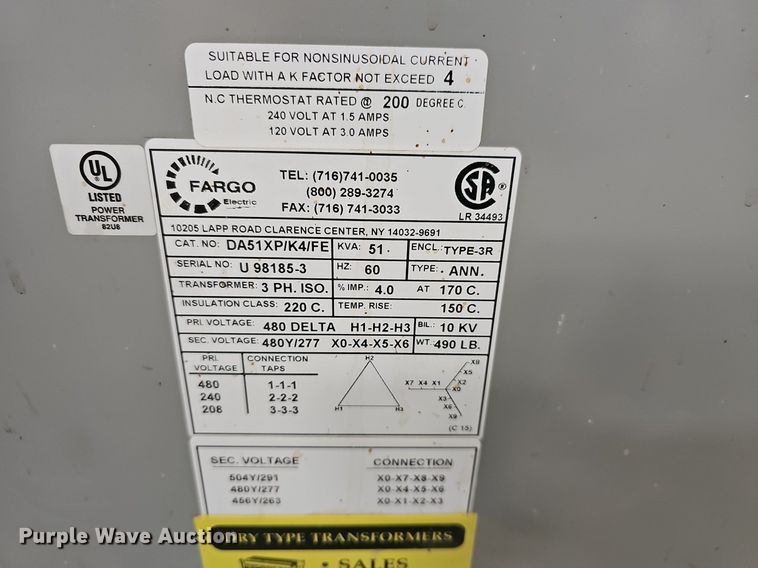 SUITABLE FOR NONSINUSOIDAL CURRENT
LOAD WITH A K FACTOR NOT EXCEED 4
N.C THERMOSTAT RATED @ 200 DEGREE C.
240 VOLT AT 1.5 AMPS
120 VOLT AT 3.0 AMPS
UL
LISTED
POWER
TRANSFORMER
82U8
FARGO
Electric
TEL: (716)741-0035
(800) 289-3274
FAX: (716) 741-3033
SA
LR 34493
10205 LAPP ROAD CLARENCE CENTER, NY 14032-9691
CAT. NO: DA51XP/K4/FE KVA: 51. ENCL: TYPE-3R
SERIAL NO: U 98185-3 HZ: 60 TYPE: ANN.
TRANSFORMER: 3 PH. ISO. % IMP.: 4.0 AT 170 C.
INSULATION CLASS: 220 C. TEMP. RISE: 150 C.
PRI. VOLTAGE: 480 DELTA H1-H2-H3 BIL.: 10 KV
SEC. VOLTAGE: 480Y/277 X0-X4-X5-X6 WT. 490 LB.
PRI. VOLTAGE CONNECTION TAPS
480 1-1-1
240 2-2-2
208 3-3-3
H2
H1 H3
X8
X5
X7 X4 X1 X2
X0
X3
X6
X9
(C 15)
SEC. VOLTAGE CONNECTION
504Y/291 X0-X7-X8-X9
480Y/277 X0-X4-X5-X6
456Y/263 X0-X1-X2-X3
DRY TYPE TRANSFORMERS
• SALES
Purple Wave Auction